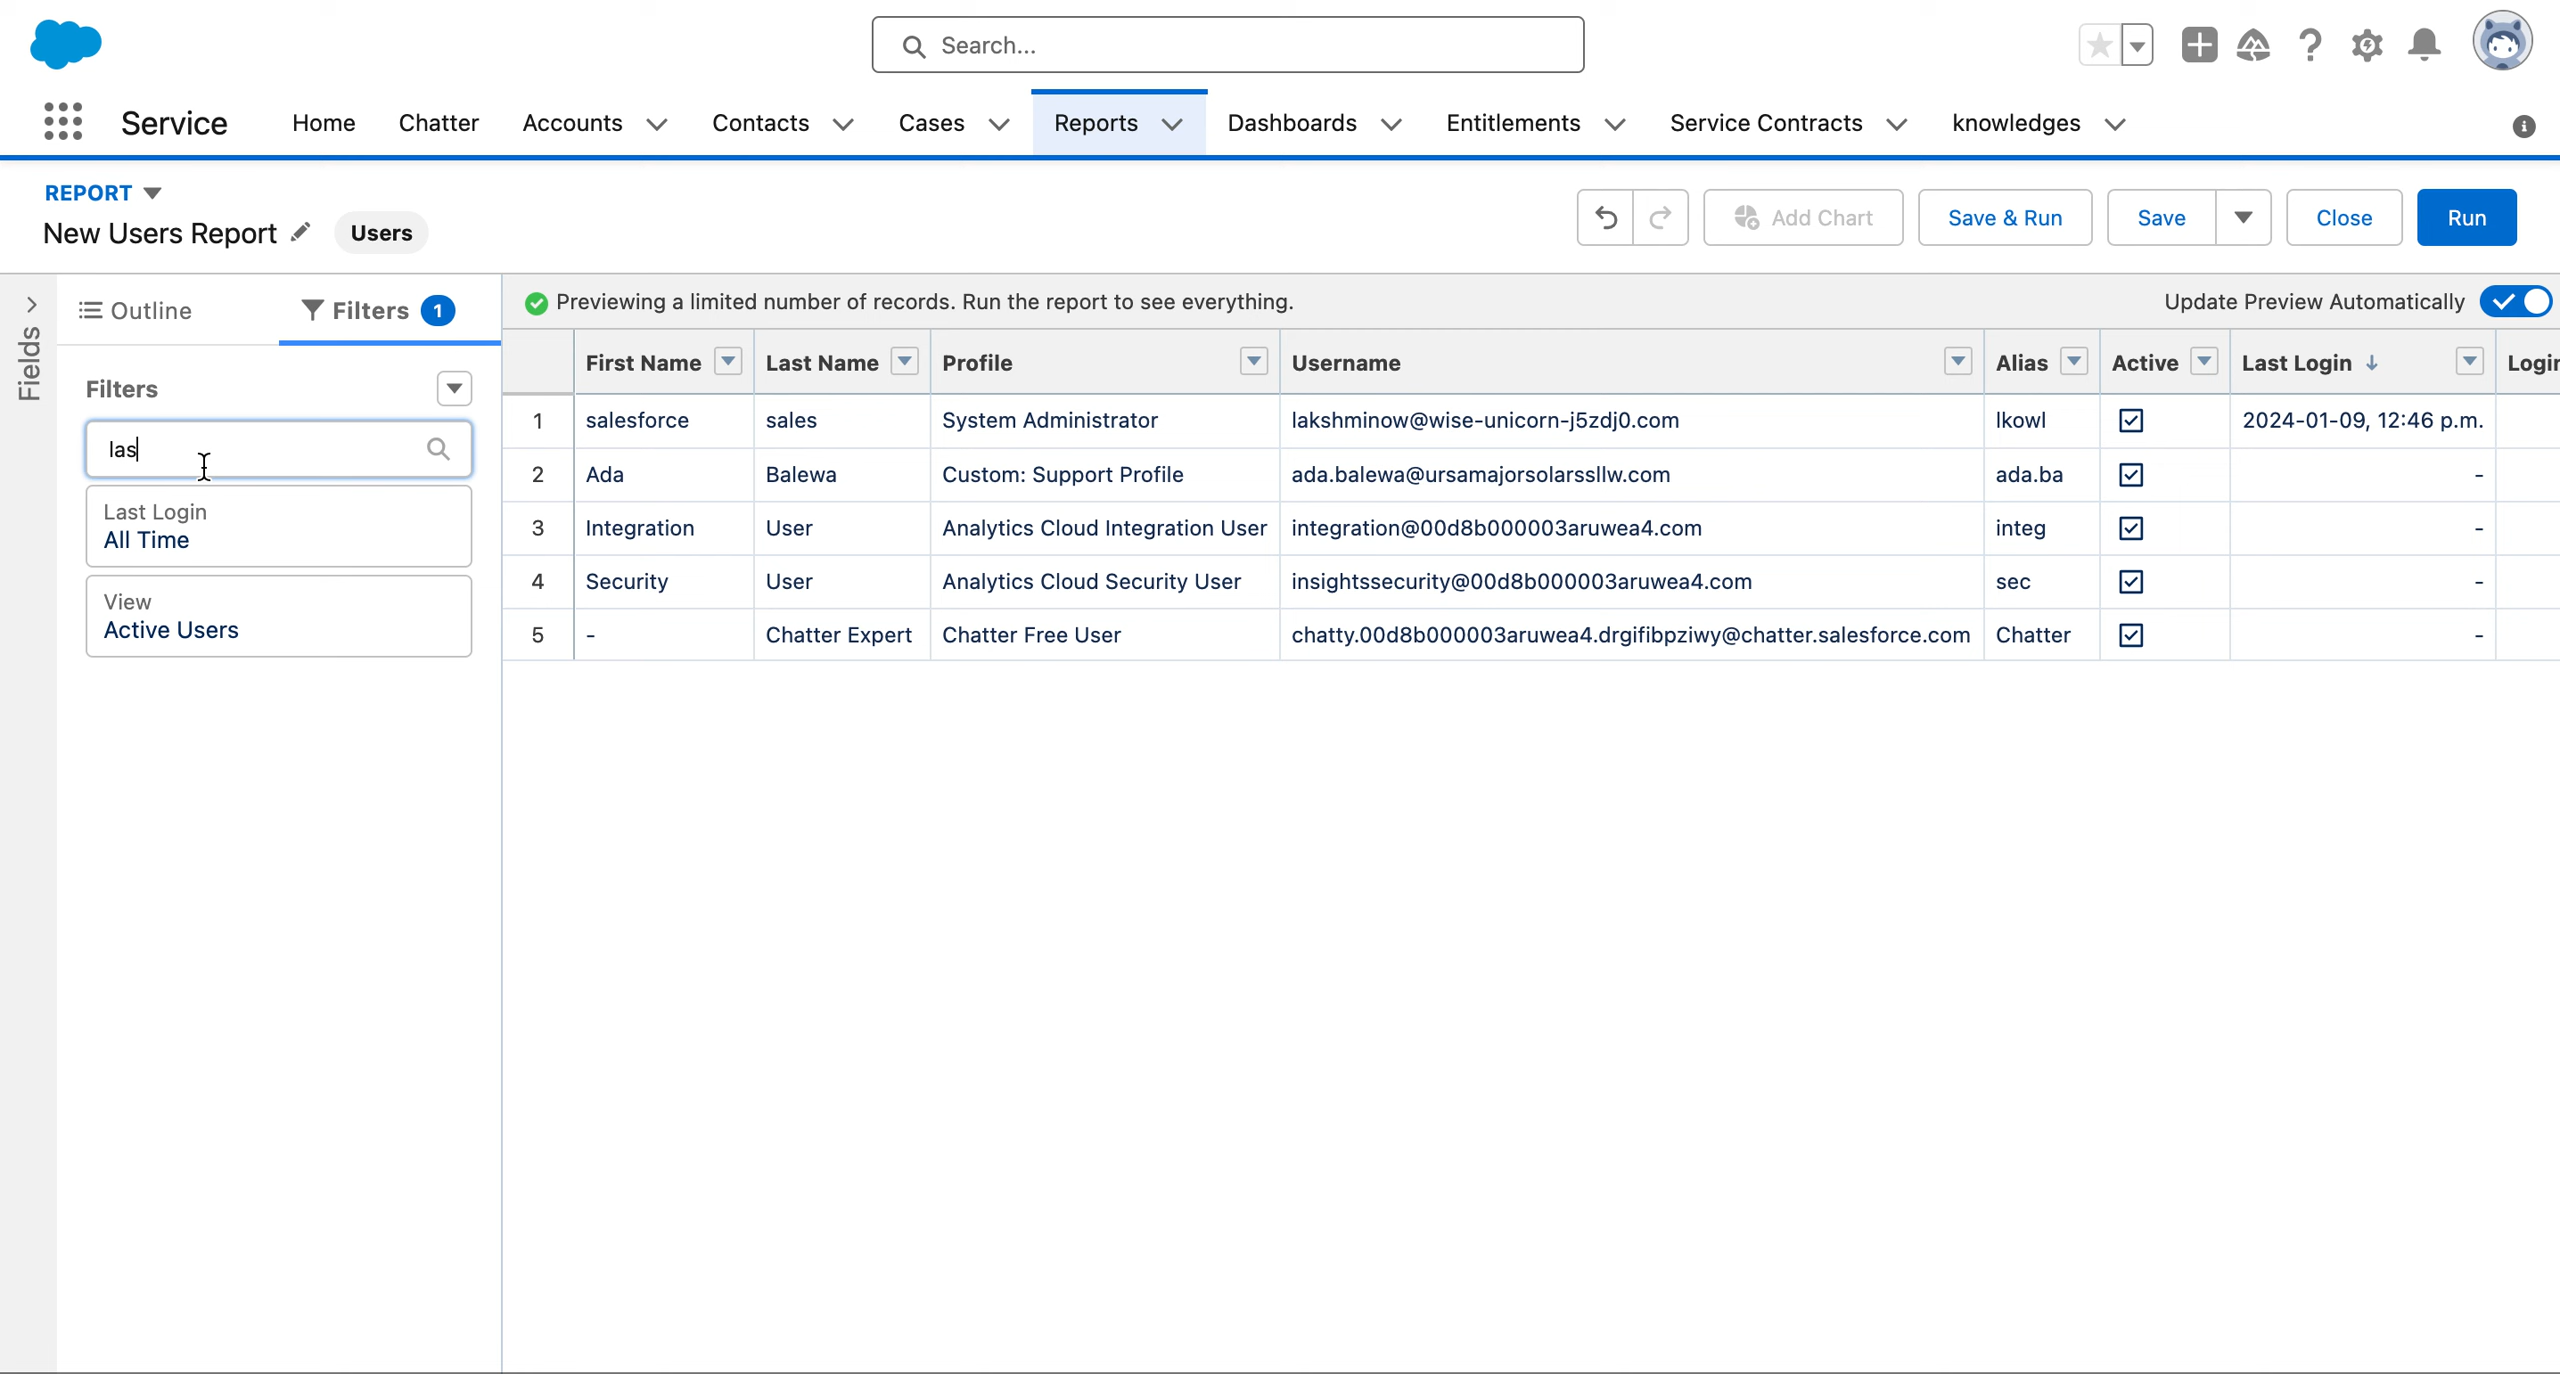 Search...
Service Home Chatter Accounts Contacts Cases Reports Dashboards Entitlements Service Contracts knowledges
REPORT
New Users Report Users
Add Chart Save & Run Save Close Run
Fields
Outline Filters 1
Filters
las
Last Login
All Time
View
Active Users
Previewing a limited number of records. Run the report to see everything. Update Preview Automatically
First Name Last Name Profile Username Alias Active Last Login Login
1 salesforce sales System Administrator lakshminow@wise-unicorn-j5zdj0.com lkowl 2024-01-09, 12:46 p.m.
2 Ada Balewa Custom: Support Profile ada.balewa@ursamajorsolarssllw.com ada.ba -
3 Integration User Analytics Cloud Integration User integration@00d8b000003aruwea4.com integ -
4 Security User Analytics Cloud Security User insightssecurity@00d8b000003aruwea4.com sec -
5 - Chatter Expert Chatter Free User chatty.00d8b000003aruwea4.drgifibpziwy@chatter.salesforce.com Chatter -